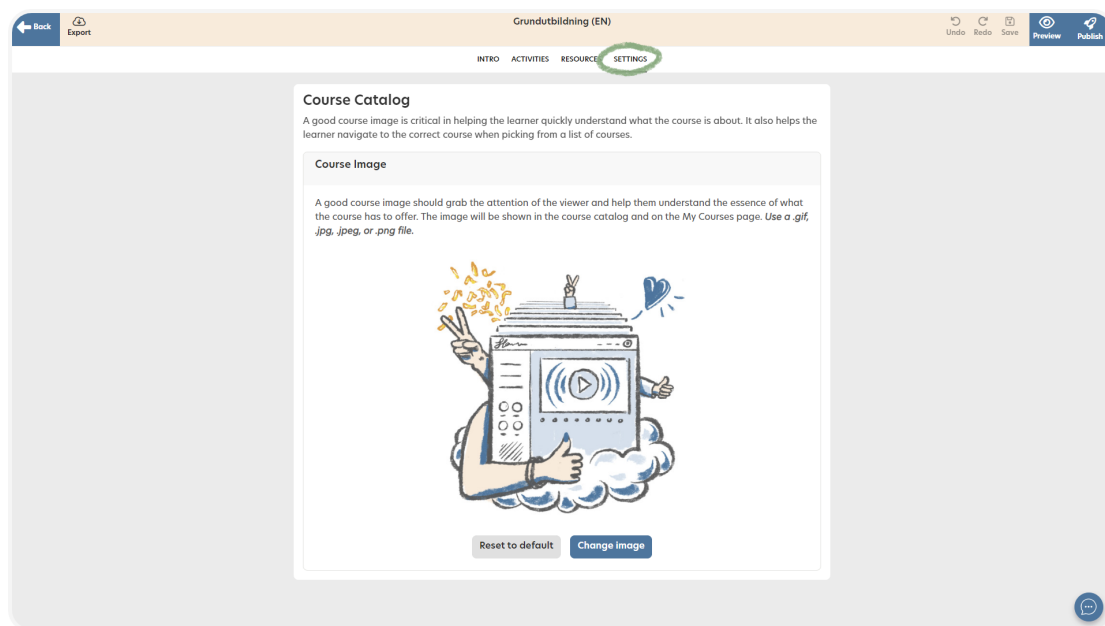 Back
Export
Grundutbildning (EN)
Undo
Redo
Save
Preview
Publish
INTRO
ACTIVITIES
RESOURCES
SETTINGS
Course Catalog
A good course image is critical in helping the learner quickly understand what the course is about. It also helps the
learner navigate to the correct course when picking from a list of courses.
Course Image
A good course image should grab the attention of the viewer and help them understand the essence of what
the course has to offer. The image will be shown in the course catalog and on the My Courses page. Use a .gif,
.jpg, .jpeg, or .png file.
Reset to default
Change image